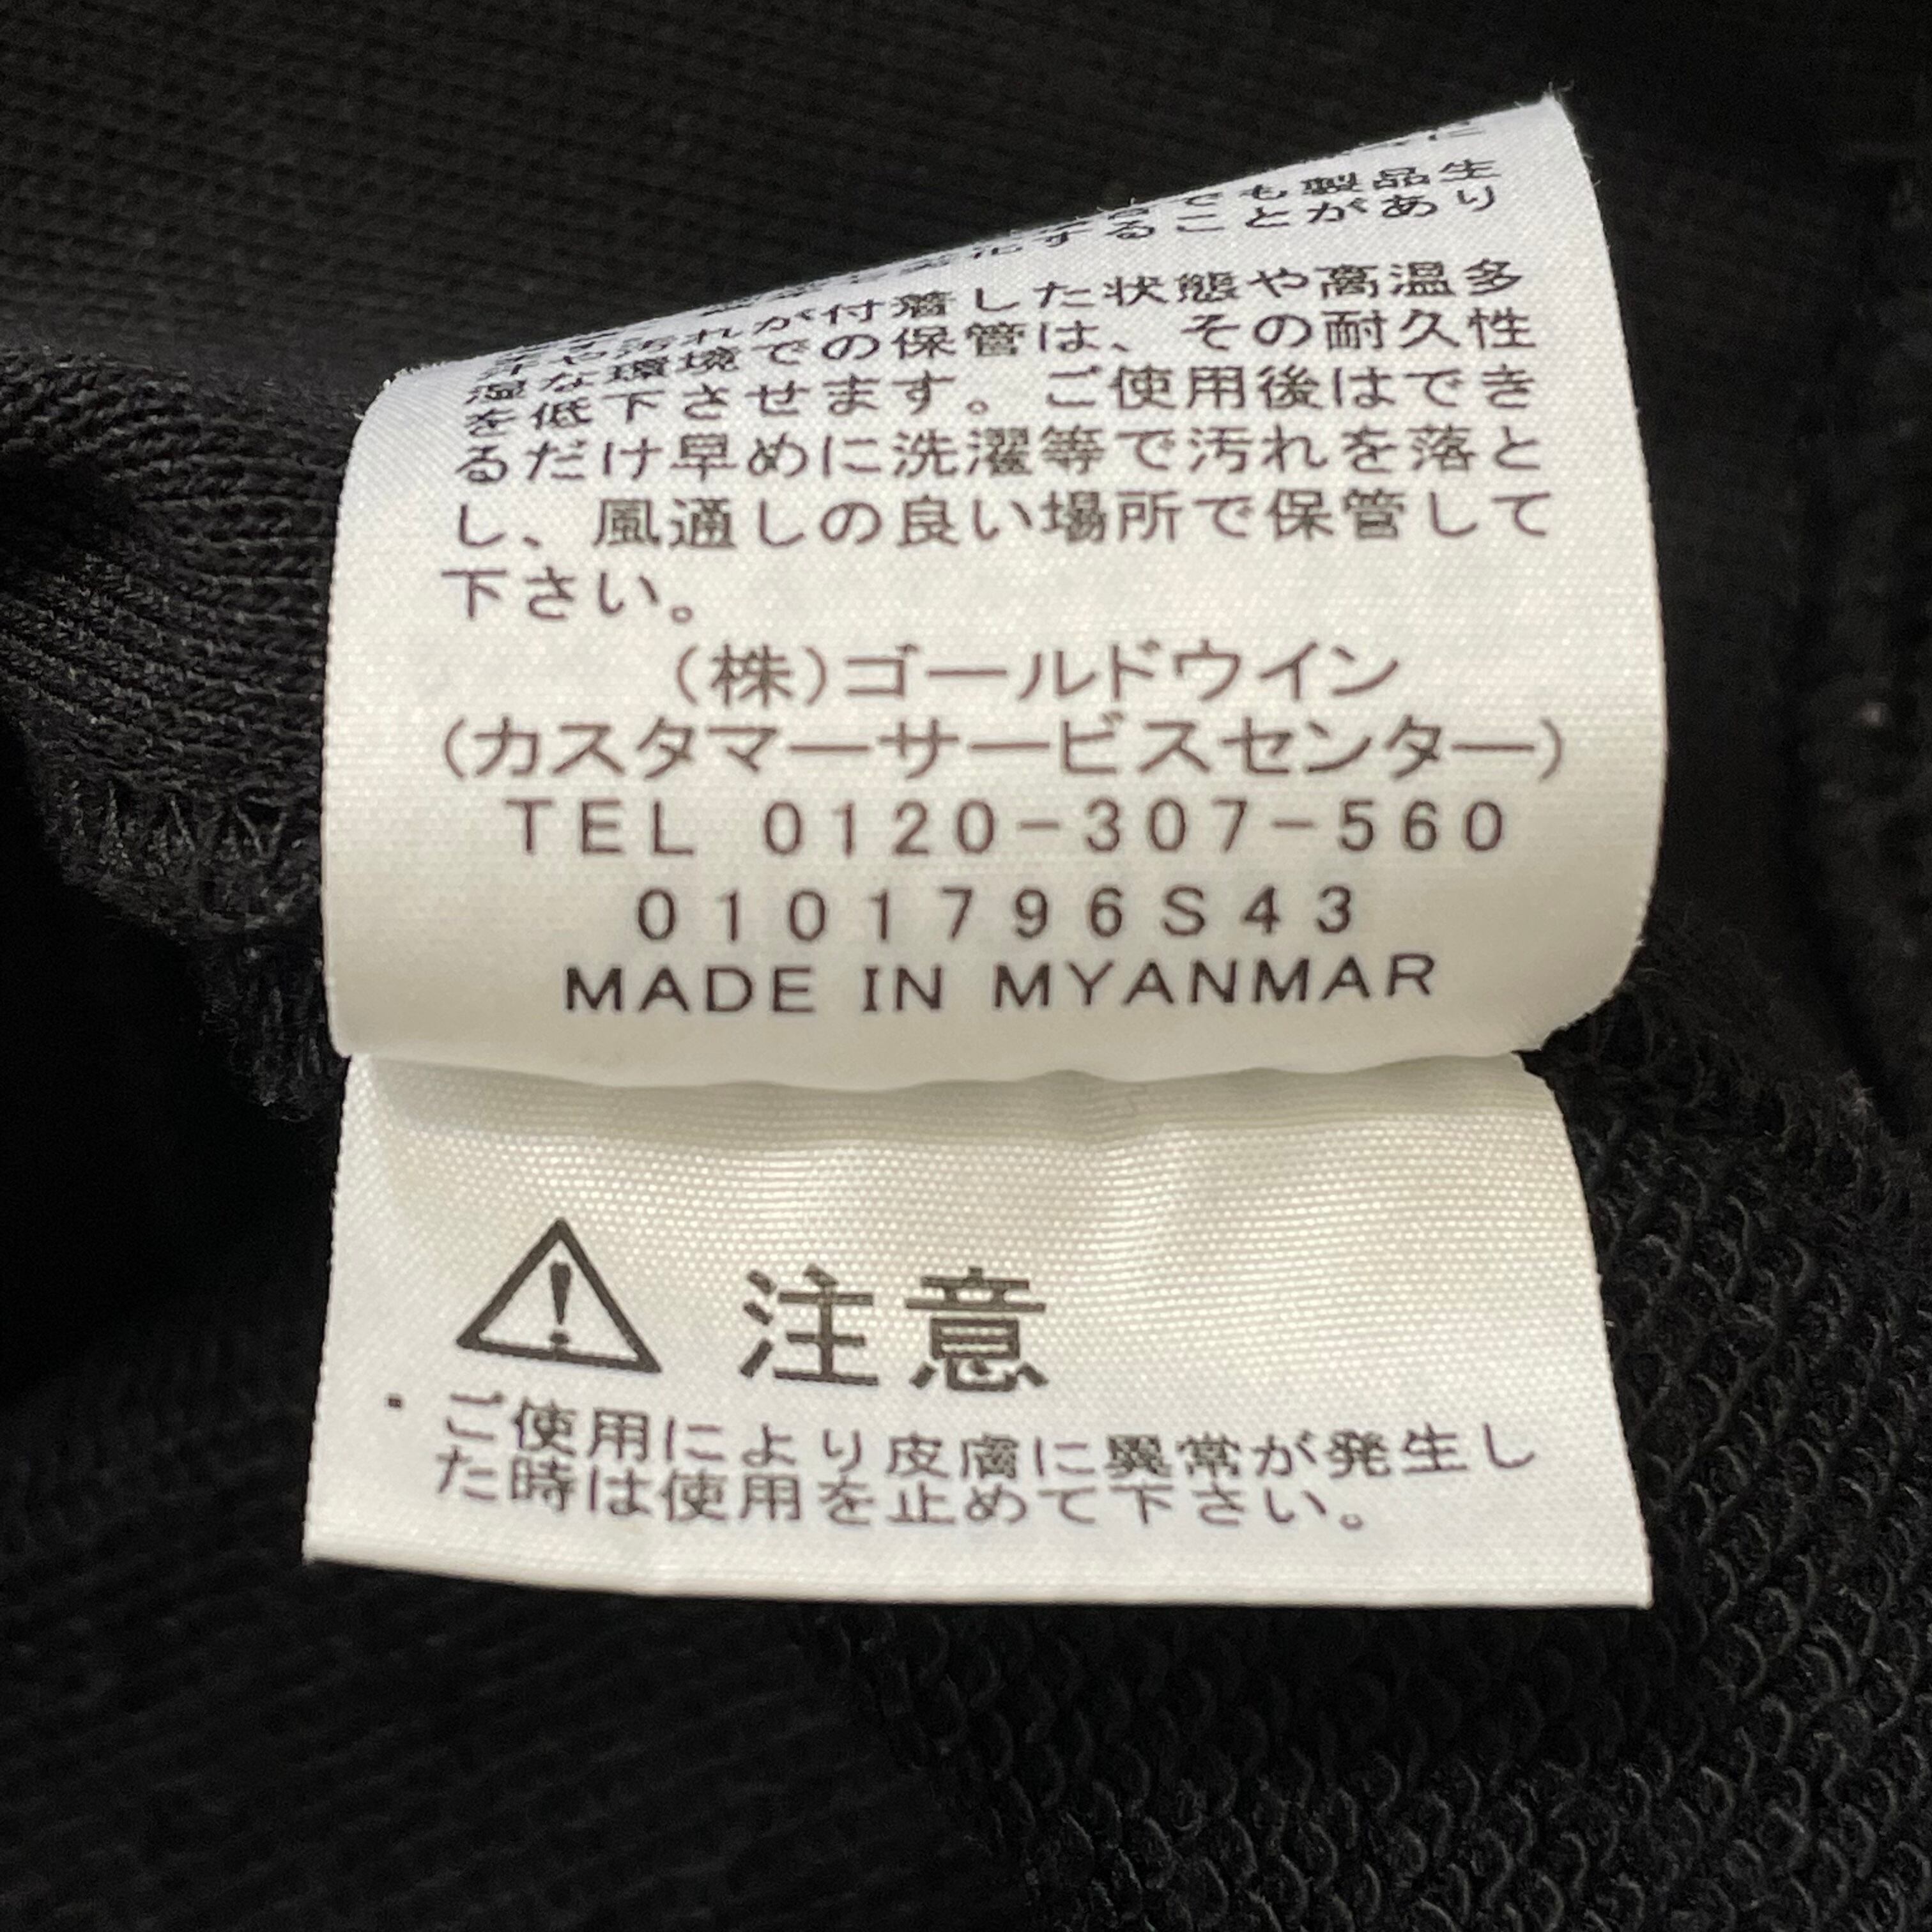 でも製品生
化することがあり
汗や汚れが付着した状態や高温多
湿な環境での保管は、その耐久性
を低下させます。ご使用後はでき
るだけ早めに洗濯等で汚れを落と
し、風通しの良い場所で保管して
下さい。
(株)ゴールドウイン
(カスタマーサービスセンター)
TEL 0120-307-560
0101796S43
MADE IN MYANMAR
注意
・ご使用により皮膚に異常が発生し
た時は使用を止めて下さい。